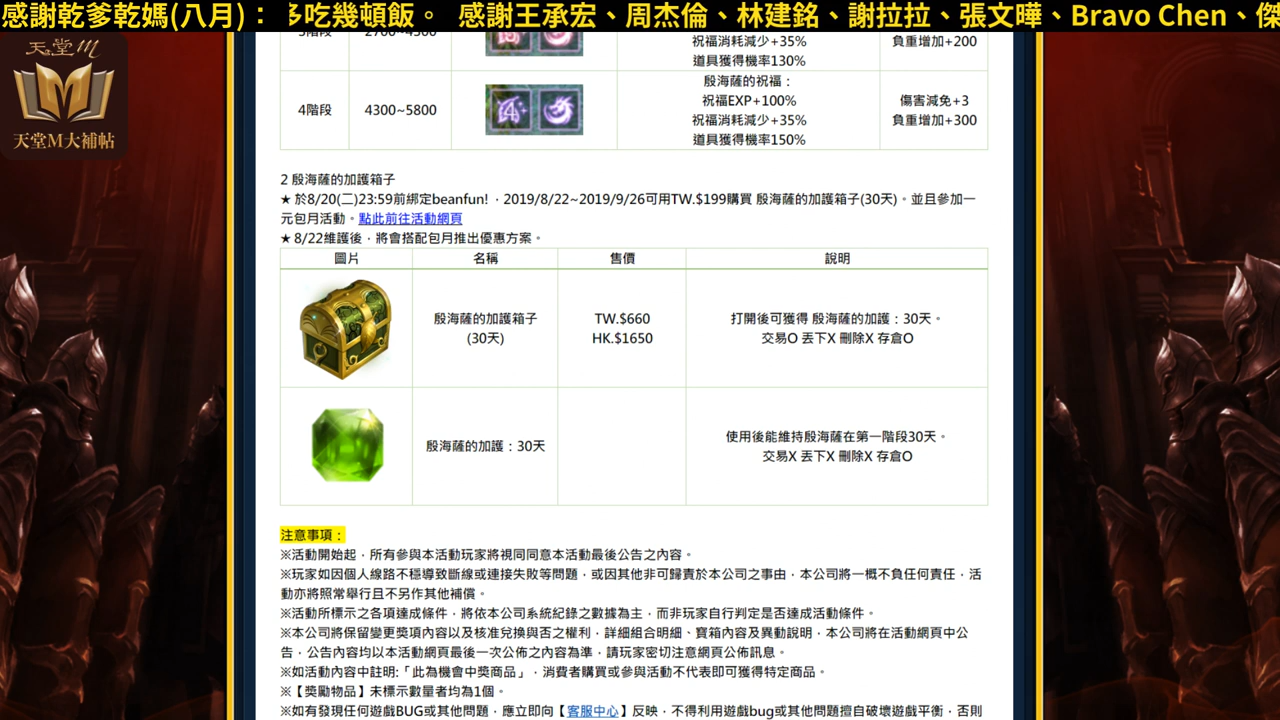 感謝乾爹乾媽(八月)： 多吃幾頓飯。 感謝王承宏、周杰倫、林建銘、謝拉拉、張文曄、Bravo Chen、傑
天堂M
天堂M大補帖
祝福消耗減少+35%
道具獲得機率130%
負重增加+200
4階段
4300~5800
殷海薩的祝福：
祝福EXP+100%
祝福消耗減少+35%
道具獲得機率150%
傷害減免+3
負重增加+300
2 殷海薩的加護箱子
★ 於8/20(二)23:59前綁定beanfun!，2019/8/22~2019/9/26可用TW.$199購買 殷海薩的加護箱子(30天)。並且參加一
元包月活動。點此前往活動網頁
★ 8/22維護後，將會搭配包月推出優惠方案。
圖片 名稱 售價 說明
殷海薩的加護箱子
(30天)
TW.$660
HK.$1650
打開後可獲得 殷海薩的加護：30天。
交易O 丟下X 刪除X 存倉O
殷海薩的加護：30天
使用後能維持殷海薩在第一階段30天。
交易X 丟下X 刪除X 存倉O
注意事項：
※活動開始起，所有參與本活動玩家將視同同意本活動最後公告之內容。
※玩家如因個人線路不穩導致斷線或連接失敗等問題，或因其他非可歸責於本公司之事由，本公司將一概不負任何責任，活
動亦將照常舉行且不另作其他補償。
※活動所標示之各項達成條件，將依本公司系統紀錄之數據為主，而非玩家自行判定是否達成活動條件。
※本公司將保留變更獎項內容以及核准兌換與否之權利，詳細組合明細、寶箱內容及異動說明，本公司將在活動網頁中公
告，公告內容均以本活動網頁最後一次公佈之內容為準，請玩家密切注意網頁公佈訊息。
※如活動內容中註明:「此為機會中獎商品」，消費者購買或參與活動不代表即可獲得特定商品。
※【獎勵物品】未標示數量者均為1個。
※如有發現任何遊戲BUG或其他問題，應立即向【客服中心】反映，不得利用遊戲bug或其他問題擅自破壞遊戲平衡，否則